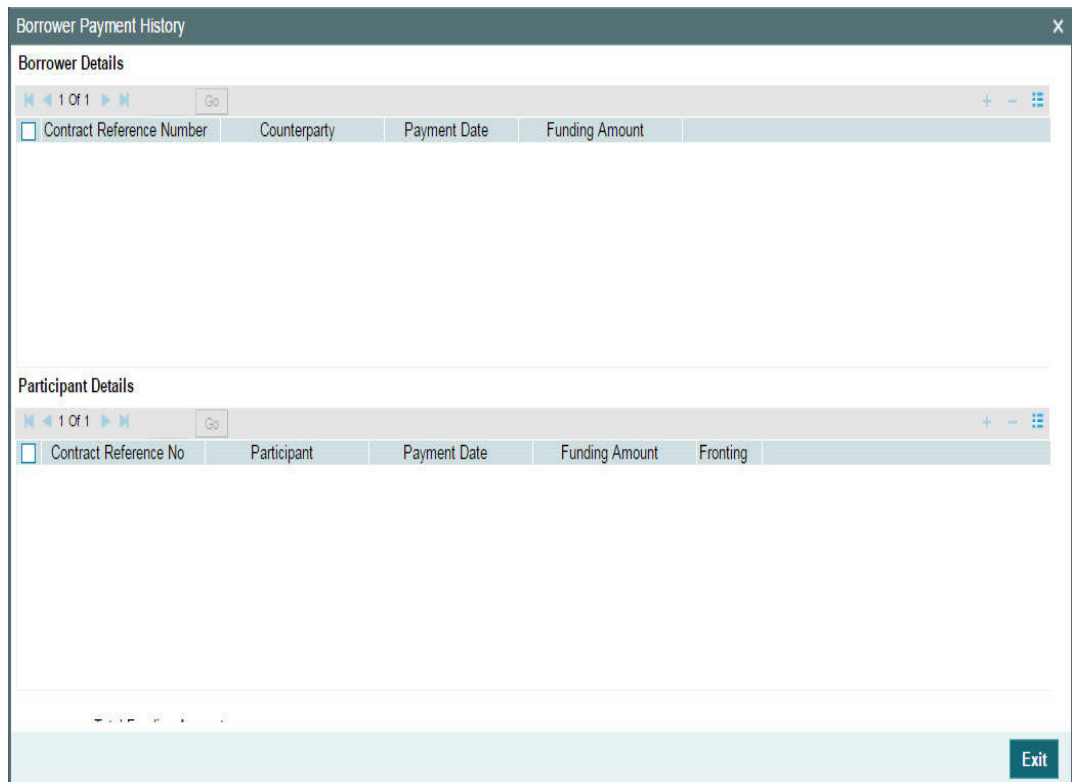 Borrower Payment History X
Borrower Details
1 Of 1 Go
Contract Reference Number Counterparty Payment Date Funding Amount
Participant Details
1 Of 1 Go
Contract Reference No Participant Payment Date Funding Amount Fronting
Exit